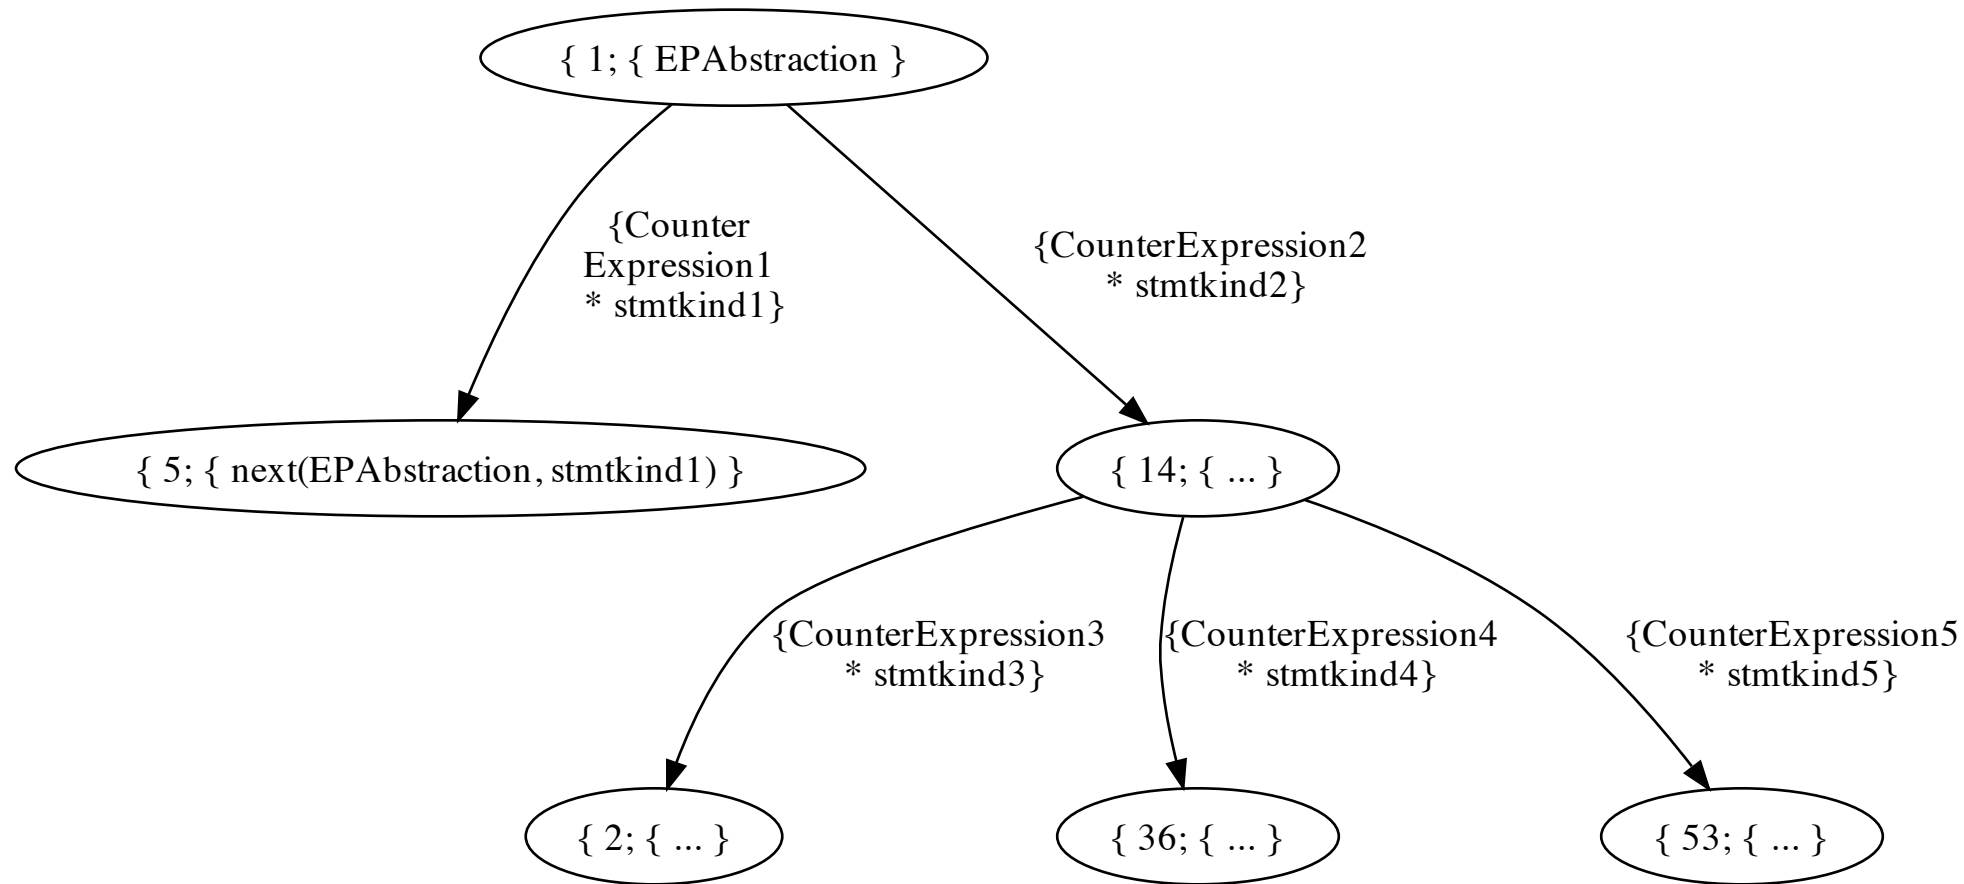 { 1; { EPAbstraction }
{Counter
Expression1
* stmtkind1}
{CounterExpression2
* stmtkind2}
{ 5; { next(EPAbstraction, stmtkind1) }
{ 14; { ... }
{CounterExpression3
* stmtkind3}
{CounterExpression4
* stmtkind4}
{CounterExpression5
* stmtkind5}
{ 2; { ... }
{ 36; { ... }
{ 53; { ... }